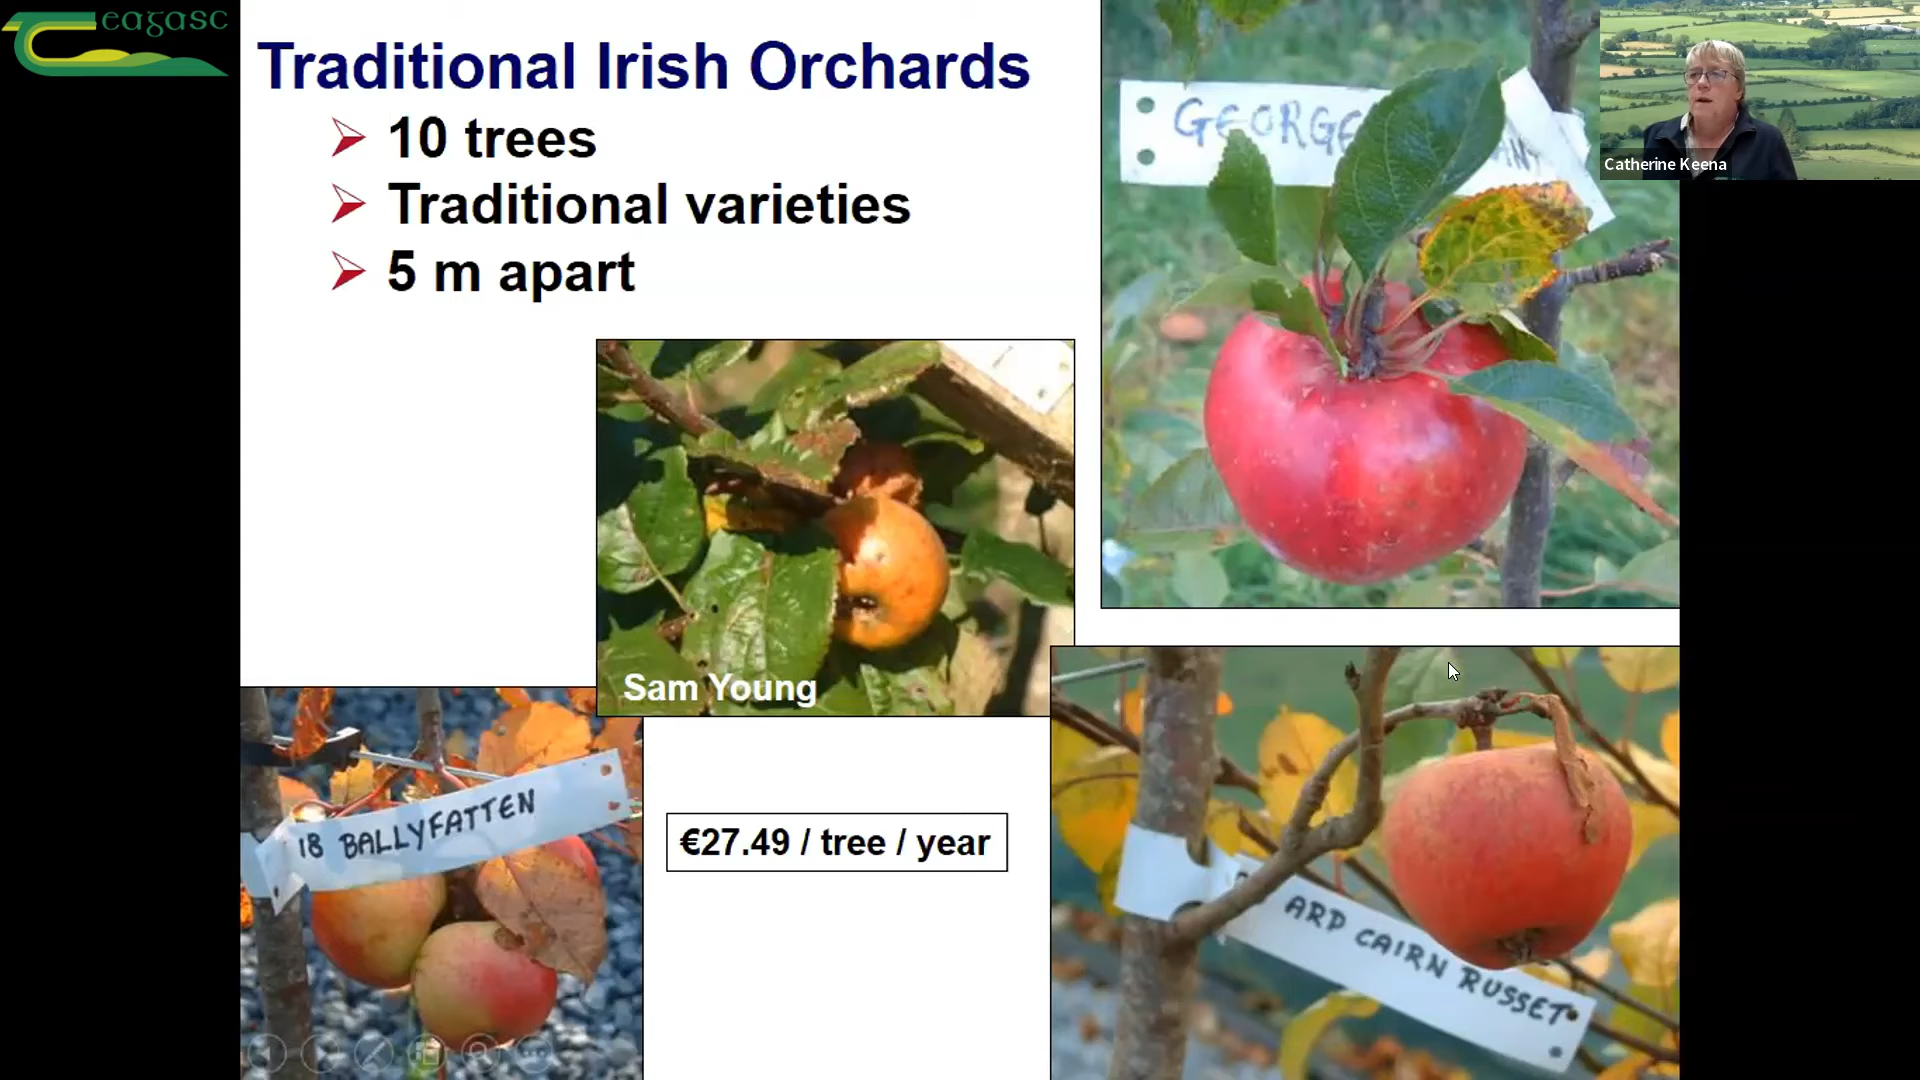 Teagasc
Traditional Irish Orchards
10 trees
Traditional varieties
5 m apart
GEORGE
Catherine Keena
Sam Young
18 BALLYFATTEN
€27.49 / tree / year
ARD CAIRN RUSSET